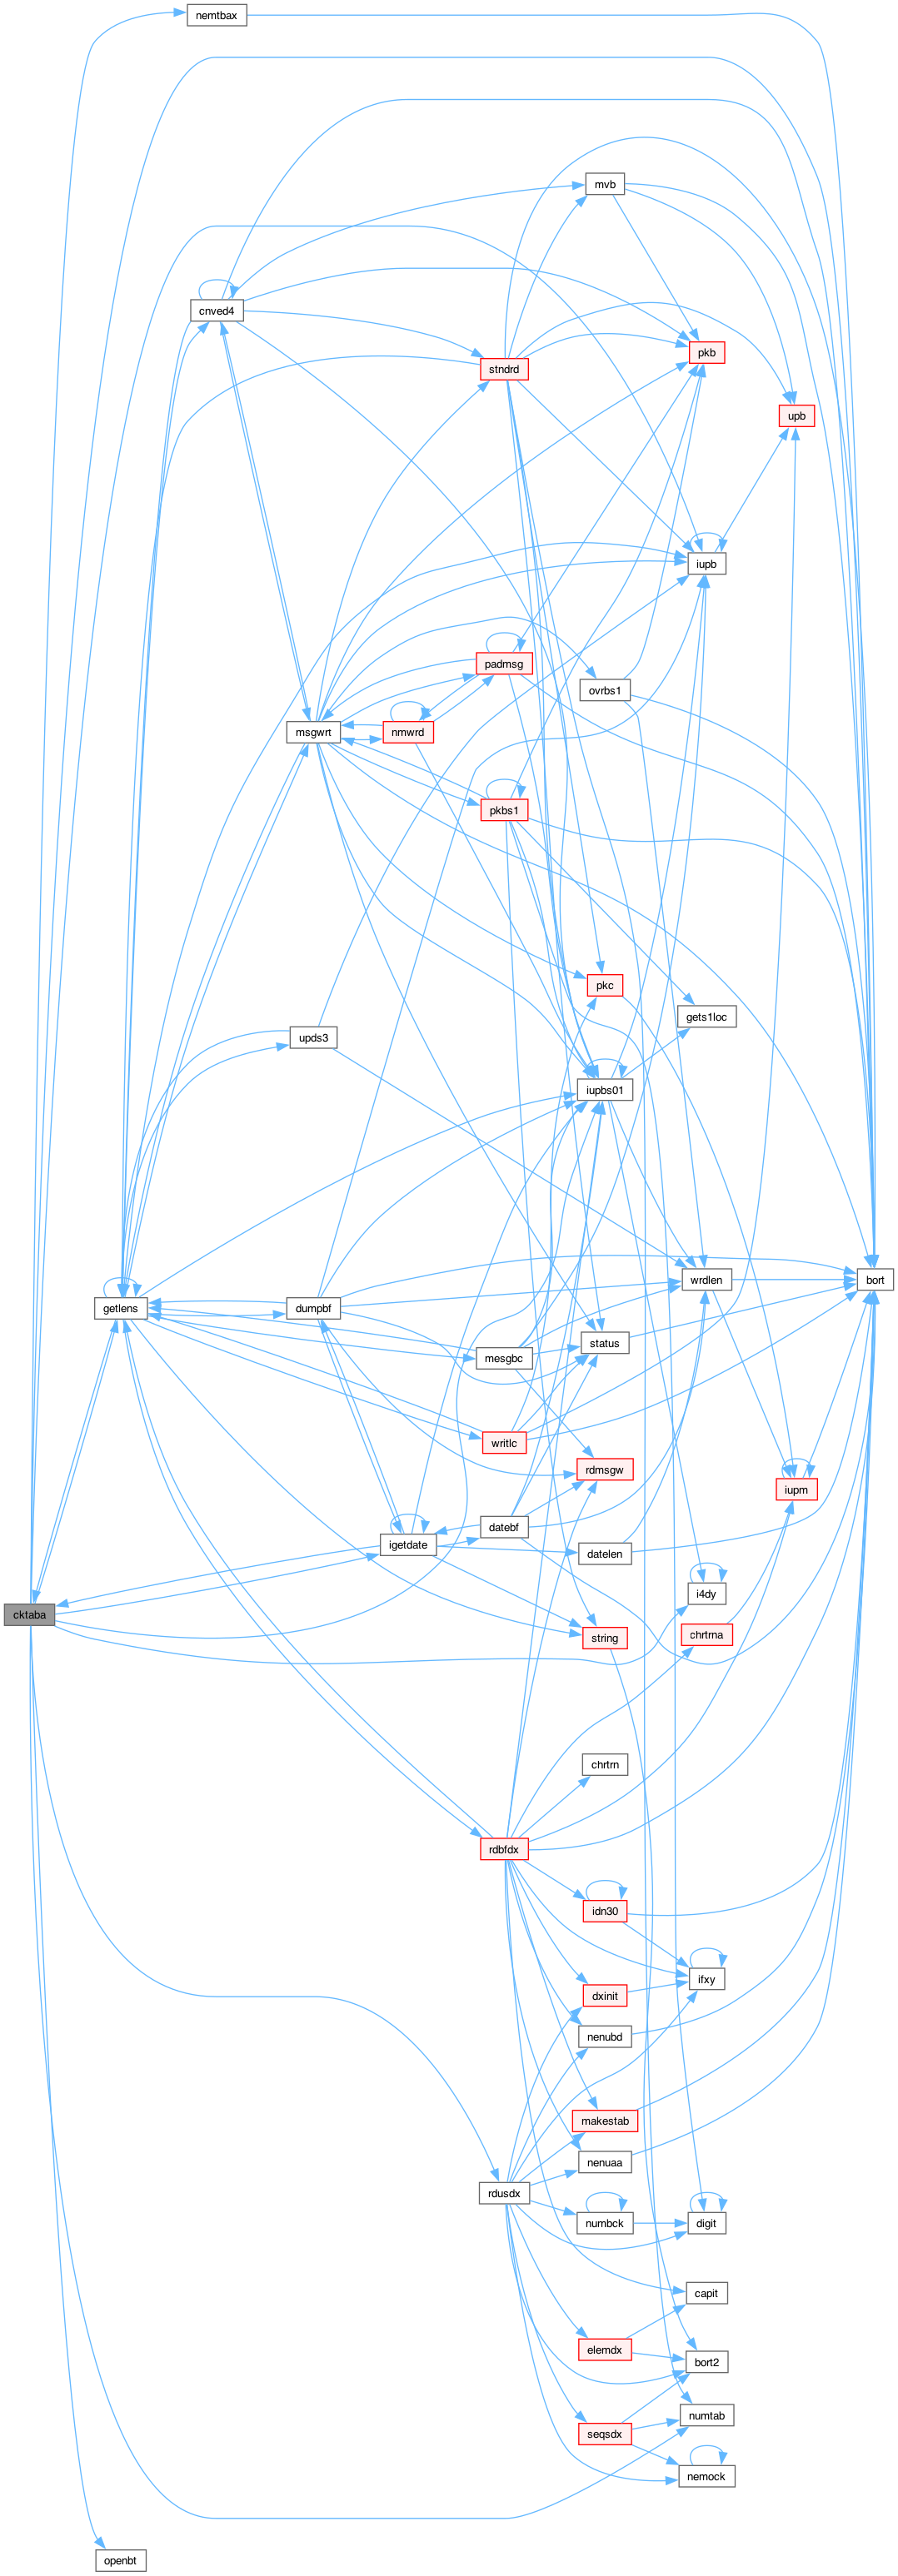 nemtbax
mvb
cnved4
pkb
stndrd
upb
iupb
padmsg
ovrbs1
msgwrt
nmwrd
pkbs1
pkc
gets1loc
upds3
iupbs01
wrdlen
bort
getlens
dumpbf
status
mesgbc
writlc
rdmsgw
iupm
datebf
igetdate
datelen
i4dy
cktaba
string
chrtrna
chrtrn
rdbfdx
idn30
ifxy
dxinit
nenubd
makestab
nenuaa
rdusdx
numbck
digit
capit
elemdx
bort2
numtab
seqsdx
nemock
openbt